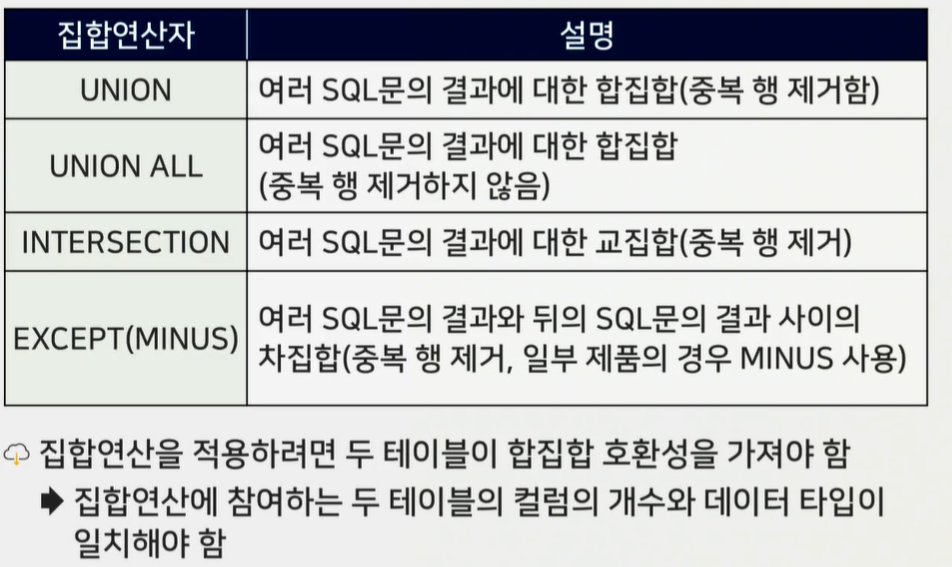 집합연산자 설명
UNION 여러 SQL문의 결과에 대한 합집합(중복 행 제거함)
UNION ALL 여러 SQL문의 결과에 대한 합집합
(중복 행 제거하지 않음)
INTERSECTION 여러 SQL문의 결과에 대한 교집합(중복 행 제거)
EXCEPT(MINUS) 여러 SQL문의 결과와 뒤의 SQL문의 결과 사이의
차집합(중복 행 제거, 일부 제품의 경우 MINUS 사용)
집합연산을 적용하려면 두 테이블이 합집합 호환성을 가져야 함
➡ 집합연산에 참여하는 두 테이블의 컬럼의 개수와 데이터 타입이
일치해야 함